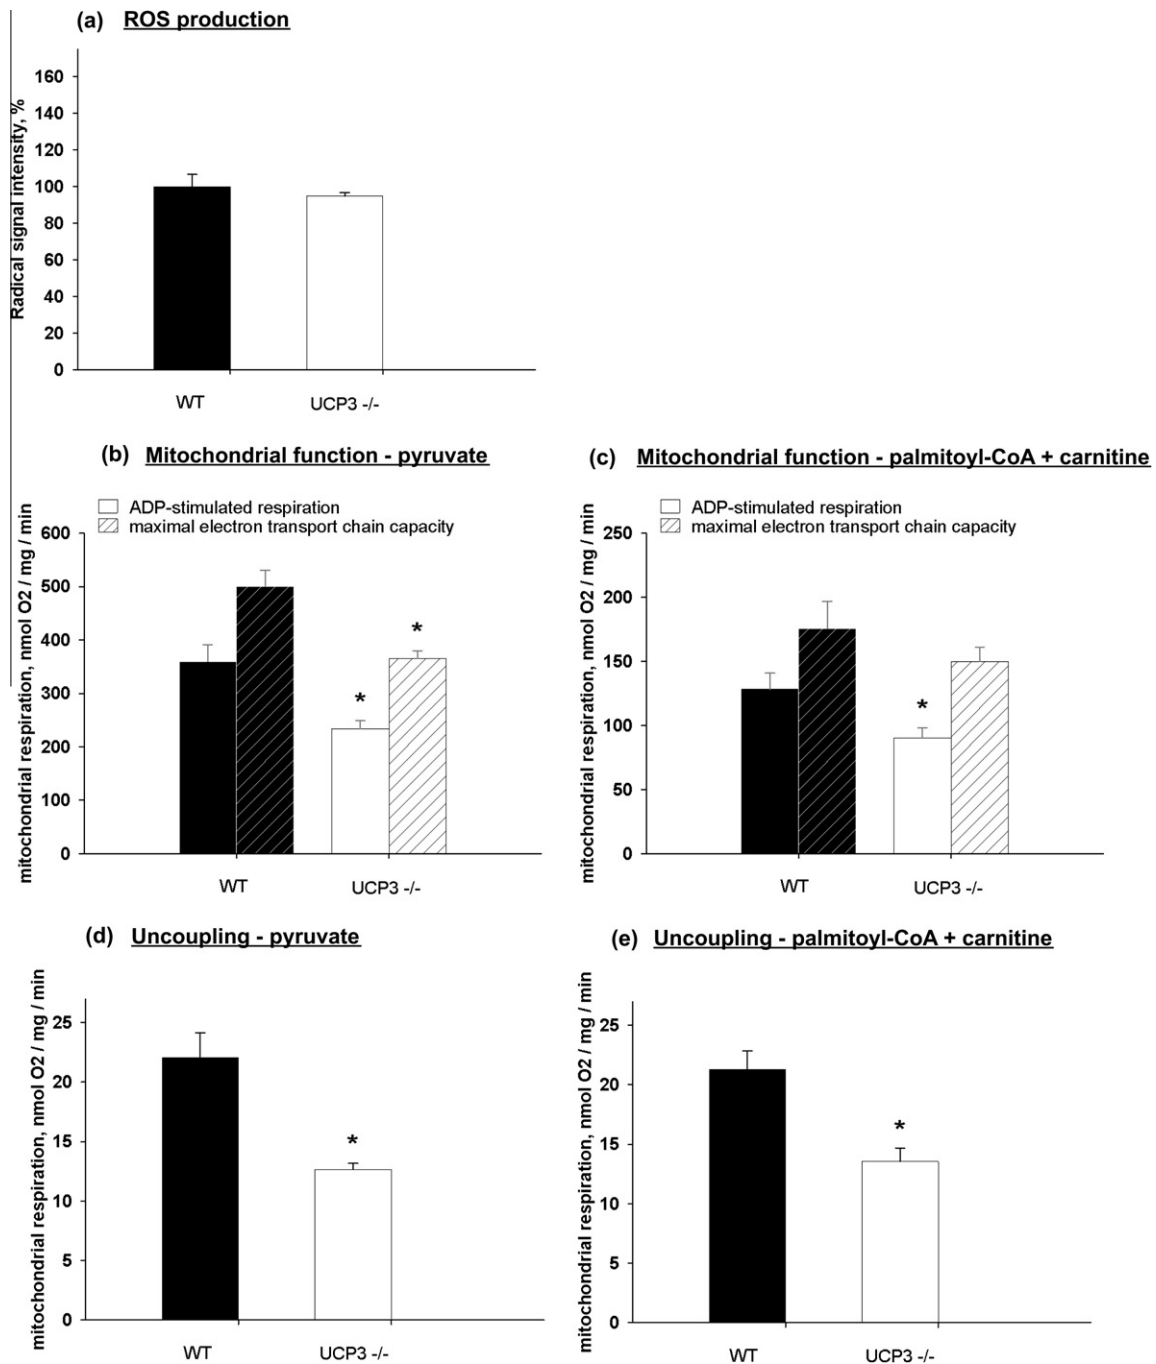 (a) ROS production
Radical signal intensity, %
160
140
120
100
80
60
40
20
0
WT UCP3 -/-
(b) Mitochondrial function - pyruvate
ADP-stimulated respiration
maximal electron transport chain capacity
mitochondrial respiration, nmol O2 / mg / min
600
500
400
300
200
100
0
*
*
WT UCP3 -/-
(c) Mitochondrial function - palmitoyl-CoA + carnitine
ADP-stimulated respiration
maximal electron transport chain capacity
mitochondrial respiration, nmol O2 / mg / min
250
200
150
100
50
0
*
WT UCP3 -/-
(d) Uncoupling - pyruvate
mitochondrial respiration, nmol O2 / mg / min
25
20
15
10
5
0
*
WT UCP3 -/-
(e) Uncoupling - palmitoyl-CoA + carnitine
mitochondrial respiration, nmol O2 / mg / min
25
20
15
10
5
0
*
WT UCP3 -/-